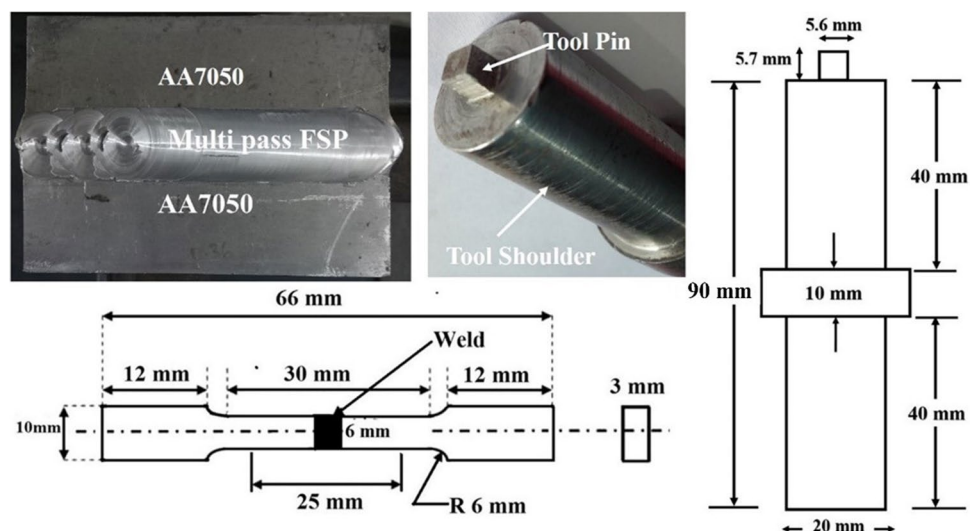 AA7050
Multi pass FSP
AA7050
Tool Pin
Tool Shoulder
5.6 mm
5.7 mm
40 mm
90 mm
10 mm
40 mm
20 mm
66 mm
Weld
12 mm
30 mm
12 mm
3 mm
10mm
6 mm
25 mm
R 6 mm